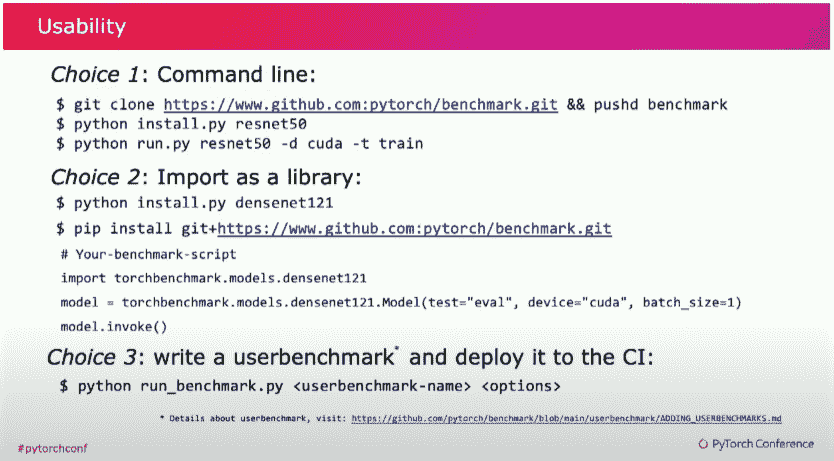 Usability
Choice 1: Command line:
$ git clone https://www.github.com:pytorch/benchmark.git && pushd benchmark
$ python install.py resnet50
$ python run.py resnet50 -d cuda -t train
Choice 2: Import as a library:
$ python install.py densenet121
$ pip install git+https://www.github.com:pytorch/benchmark.git
# Your-benchmark-script
import torchbenchmark.models.densenet121
model = torchbenchmark.models.densenet121.Model(test="eval", device="cuda", batch_size=1)
model.invoke()
Choice 3: write a userbenchmark* and deploy it to the CI:
$ python run_benchmark.py <userbenchmark-name> <options>
* Details about userbenchmark, visit: https://github.com/pytorch/benchmark/blob/main/userbenchmark/ADDING_USERBENCHMARKS.md
#pytorchconf
PyTorch Conference